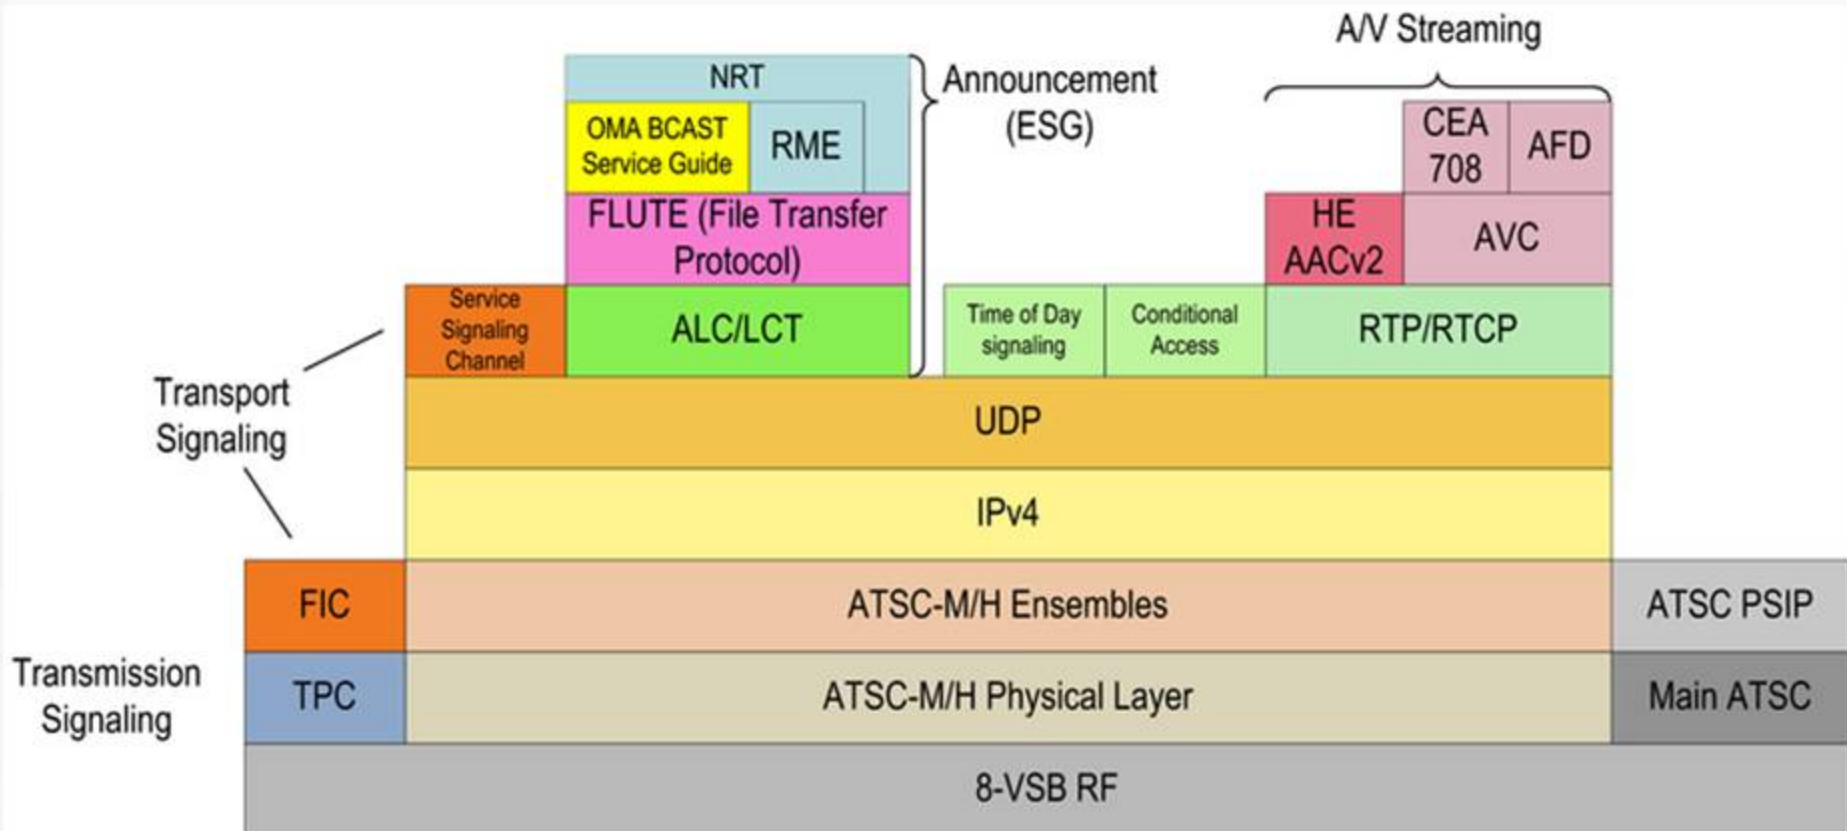 A/V Streaming
NRT
Announcement
(ESG)
OMA BCAST
Service Guide
RME
CEA
708
AFD
FLUTE (File Transfer
Protocol)
HE
AACv2
AVC
Service
Signaling
Channel
ALC/LCT
Time of Day
signaling
Conditional
Access
RTP/RTCP
Transport
Signaling
UDP
IPv4
FIC
ATSC-M/H Ensembles
ATSC PSIP
Transmission
Signaling
TPC
ATSC-M/H Physical Layer
Main ATSC
8-VSB RF